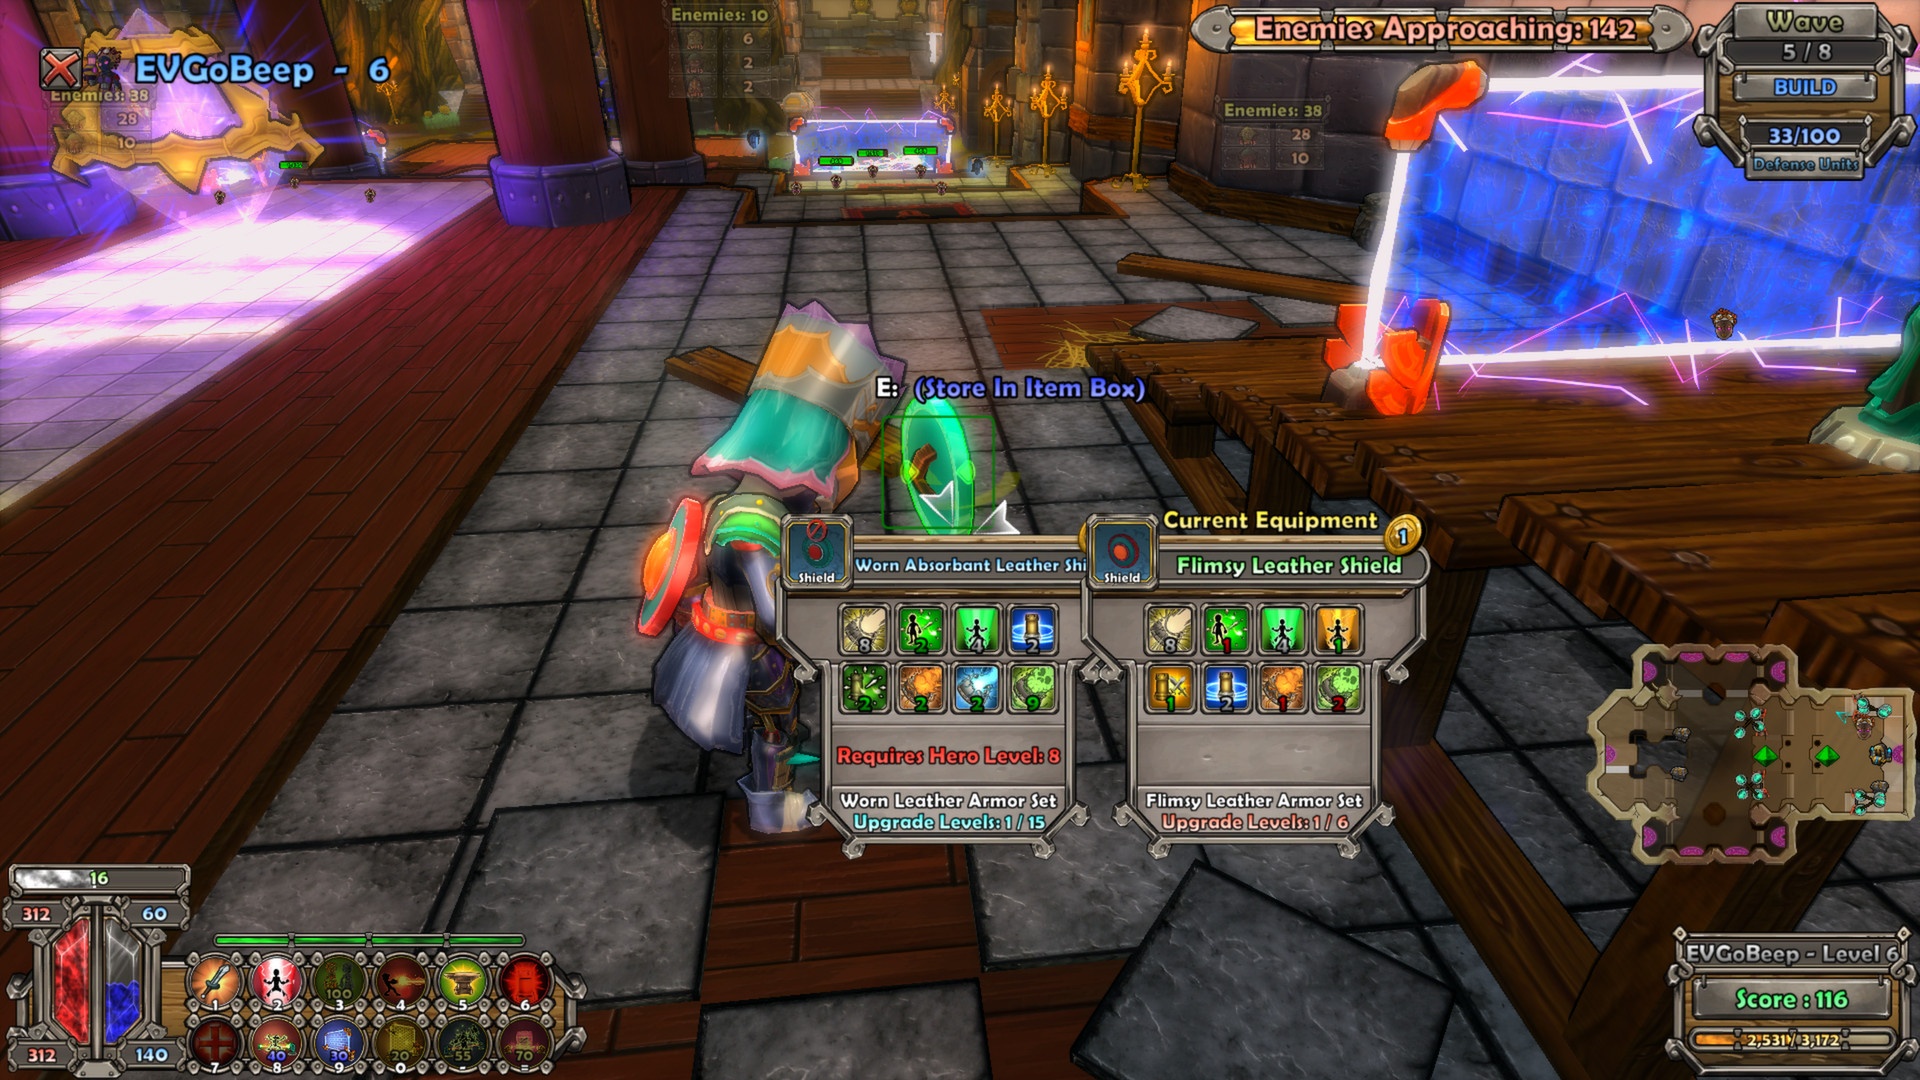 EVGoBeep - 6
Enemies: 38
28
10
Enemies: 10
6
2
2
Enemies Approaching: 142
Wave
5 / 8
BUILD
33/100
Defense Units
Enemies: 38
28
10
E: (Store In Item Box)
Current Equipment
1
Shield
Worn Absorbant Leather Shi
Shield
Flimsy Leather Shield
8 2 4 2
2 2 2 9
8 1 4 1
1 2 1 2
Requires Hero Level: 8
Worn Leather Armor Set
Upgrade Levels: 1 / 15
Flimsy Leather Armor Set
Upgrade Levels: 1 / 6
16
312
60
312
140
100
1 2 3 4 5 6
40 30 20 55 70
7 8 9 0 - =
EVGoBeep - Level 6
Score : 116
2,531 / 3,172